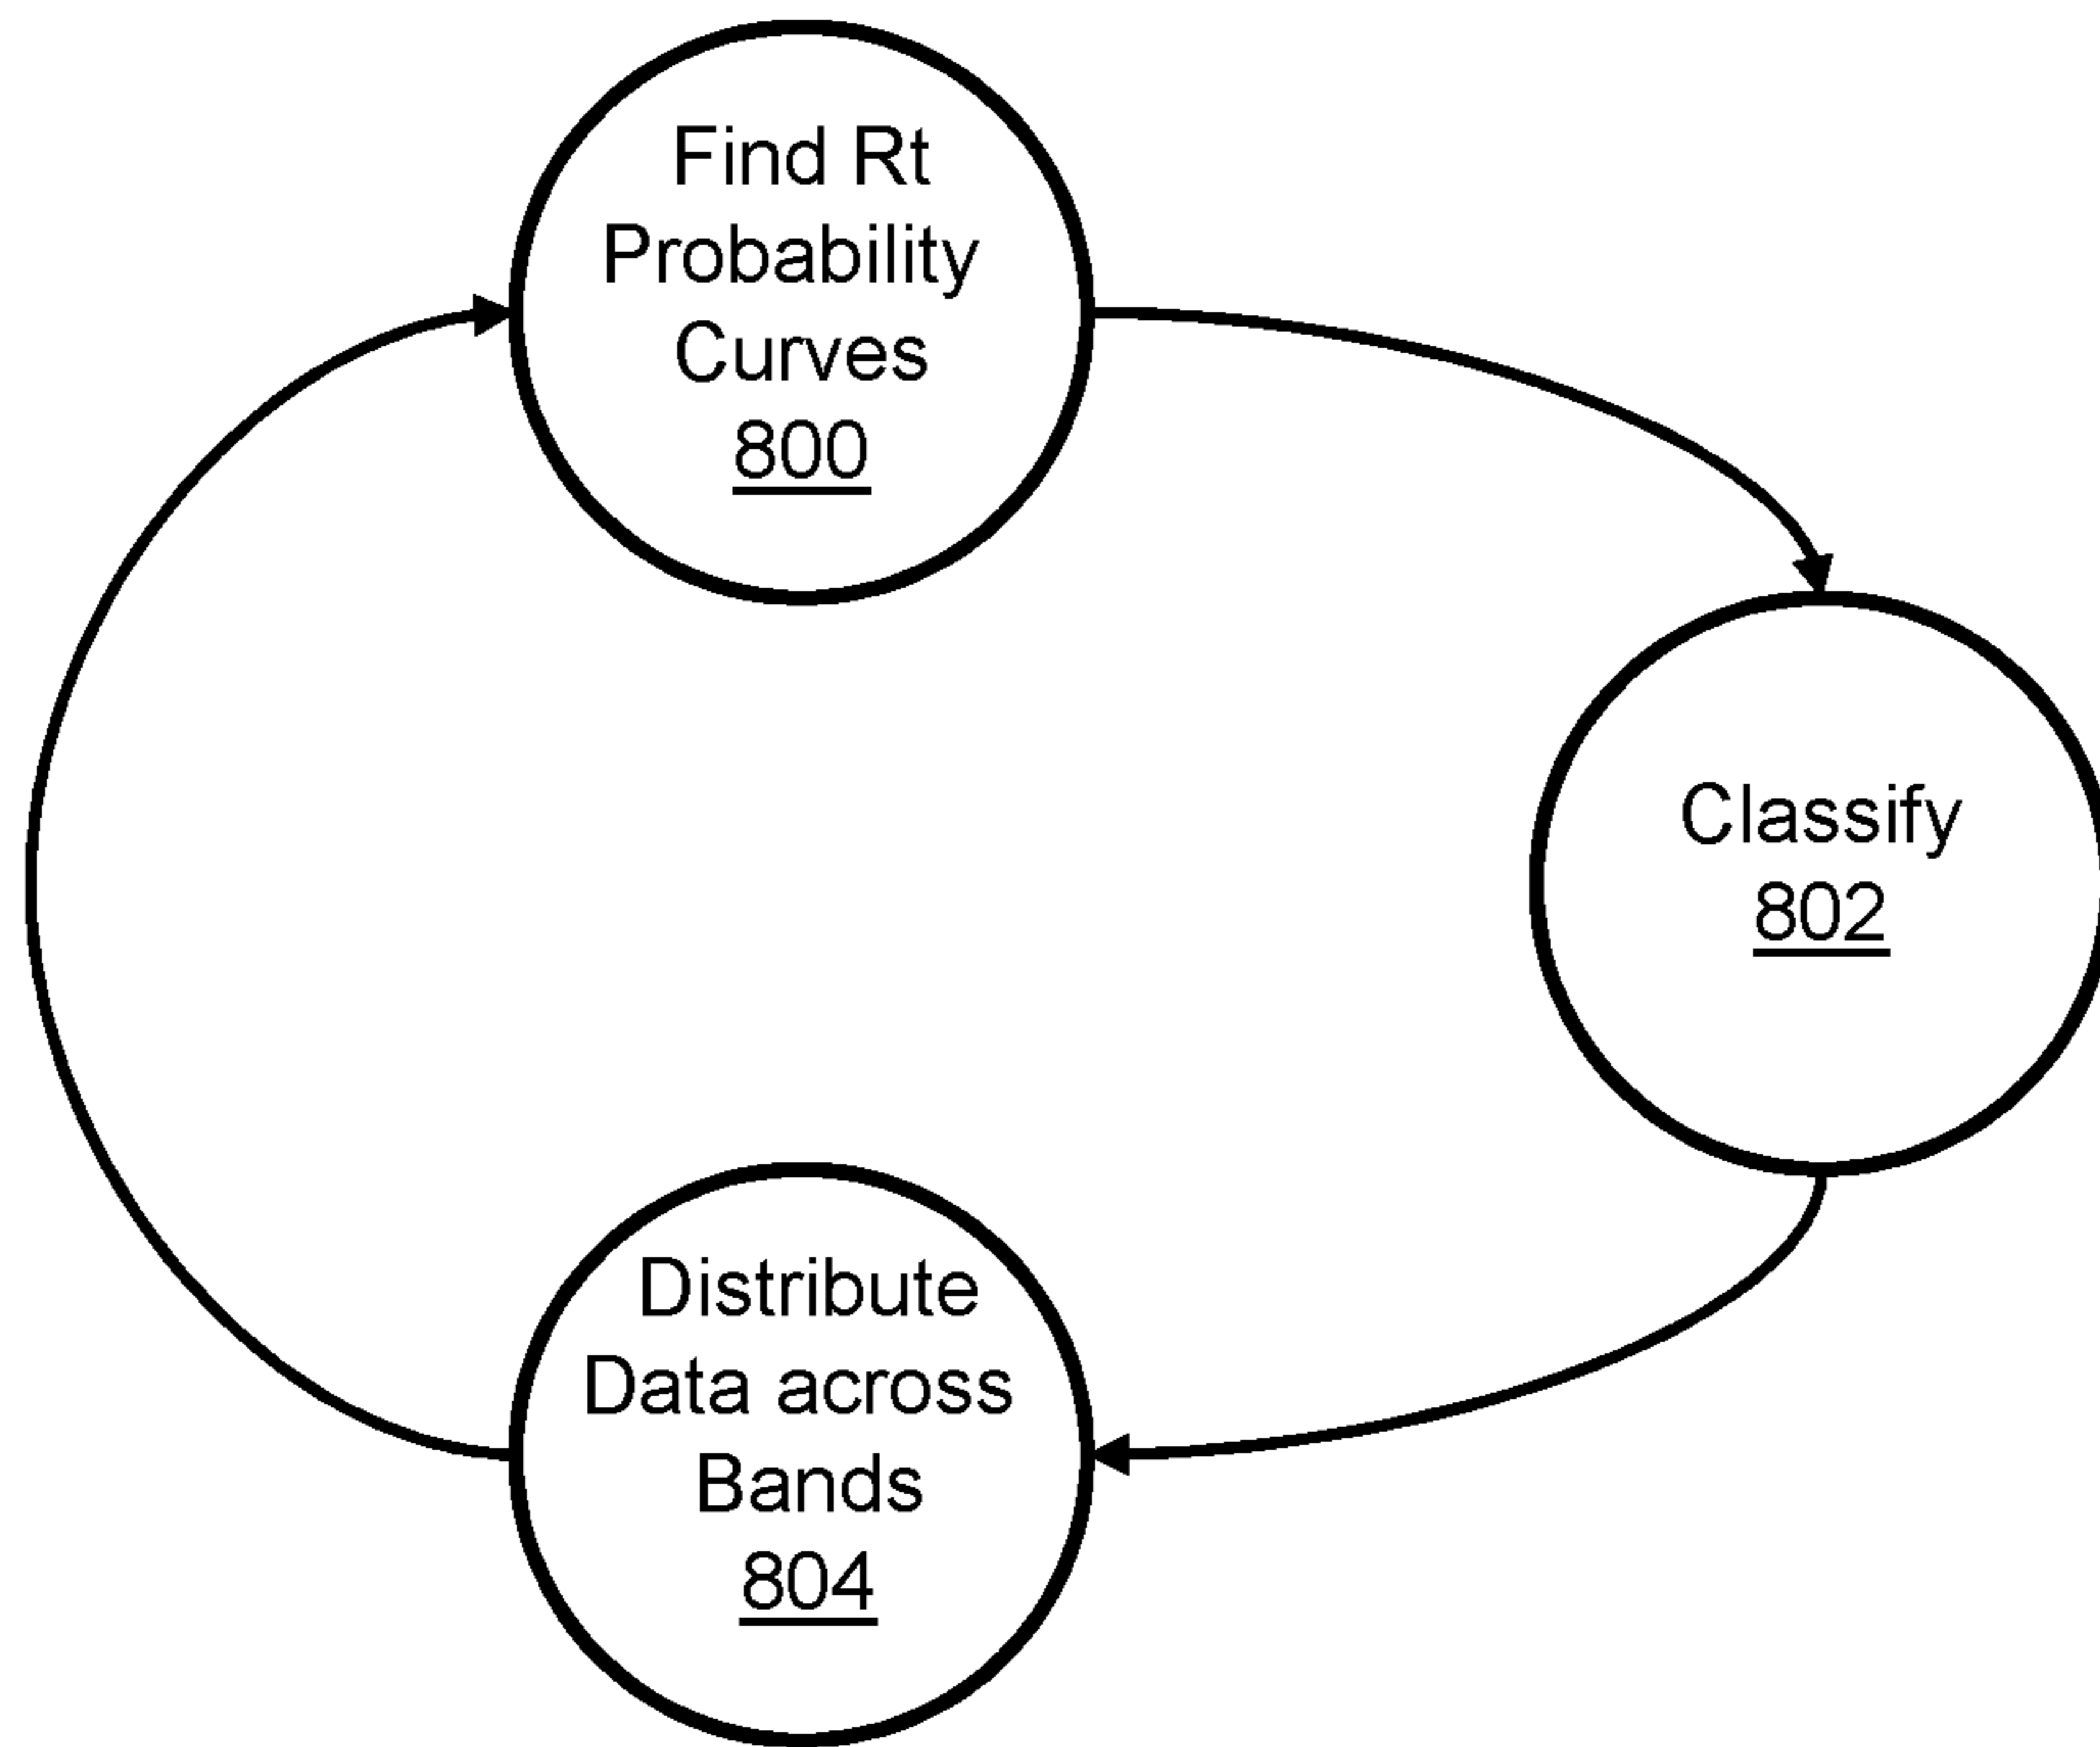 Find Rt
Probability
Curves
800
Classify
802
Distribute
Data across
Bands
804